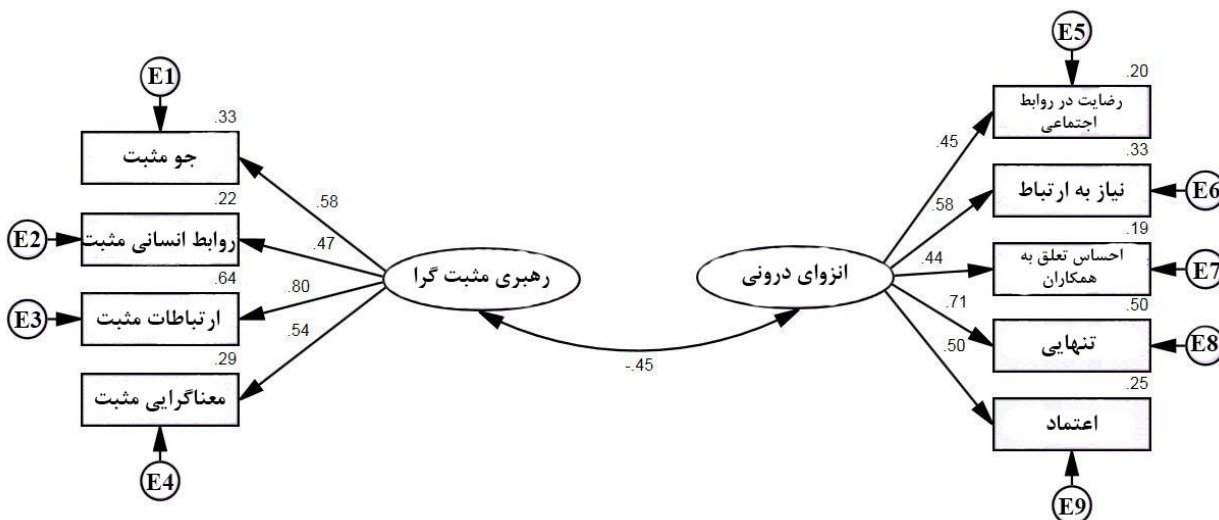 E1
.33
جو مثبت
.58
.22
E2
روابط انسانی مثبت
.47
.64
E3
ارتباطات مثبت
.80
.29
معناگرایی مثبت
.54
E4
رهبری مثبت گرا
-.45
انزوای درونی
E5
.20
رضایت در روابط
اجتماعی
.45
.33
نیاز به ارتباط
E6
.58
.19
احساس تعلق به
همکاران
E7
.44
.50
تنهایی
E8
.71
.25
اعتماد
.50
E9